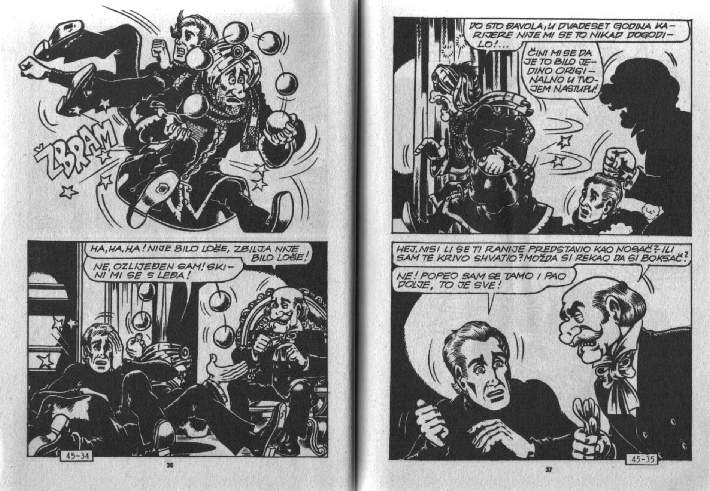 ŽBRAM
HA, HA, HA! NIJE BILO LOŠE, ZBILJA NIJE
BILO LOŠE!
NE, OZLIJEĐEN SAM! SKI-
NI MI SE S LEĐA!
45-34
36
DO STO ĐAVOLA, U DVADESET GODINA KA-
RIJERE NIJE MI SE TO NIKAD DOGODI-
LO!...
ČINI MI SE DA
JE TO BILO JE-
DINO ORIGI-
NALNO U TVO-
JEM NASTUPU!
HEJ, NISI LI SE TI RANIJE PREDSTAVIO KAO NOSAČ? ILI
SAM TE KRIVO SHVATIO? MOŽDA SI REKAO DA SI BOKSAČ?
NE! POPEO SAM SE TAMO I PAO
DOLJE, TO JE SVE!
45-35
37